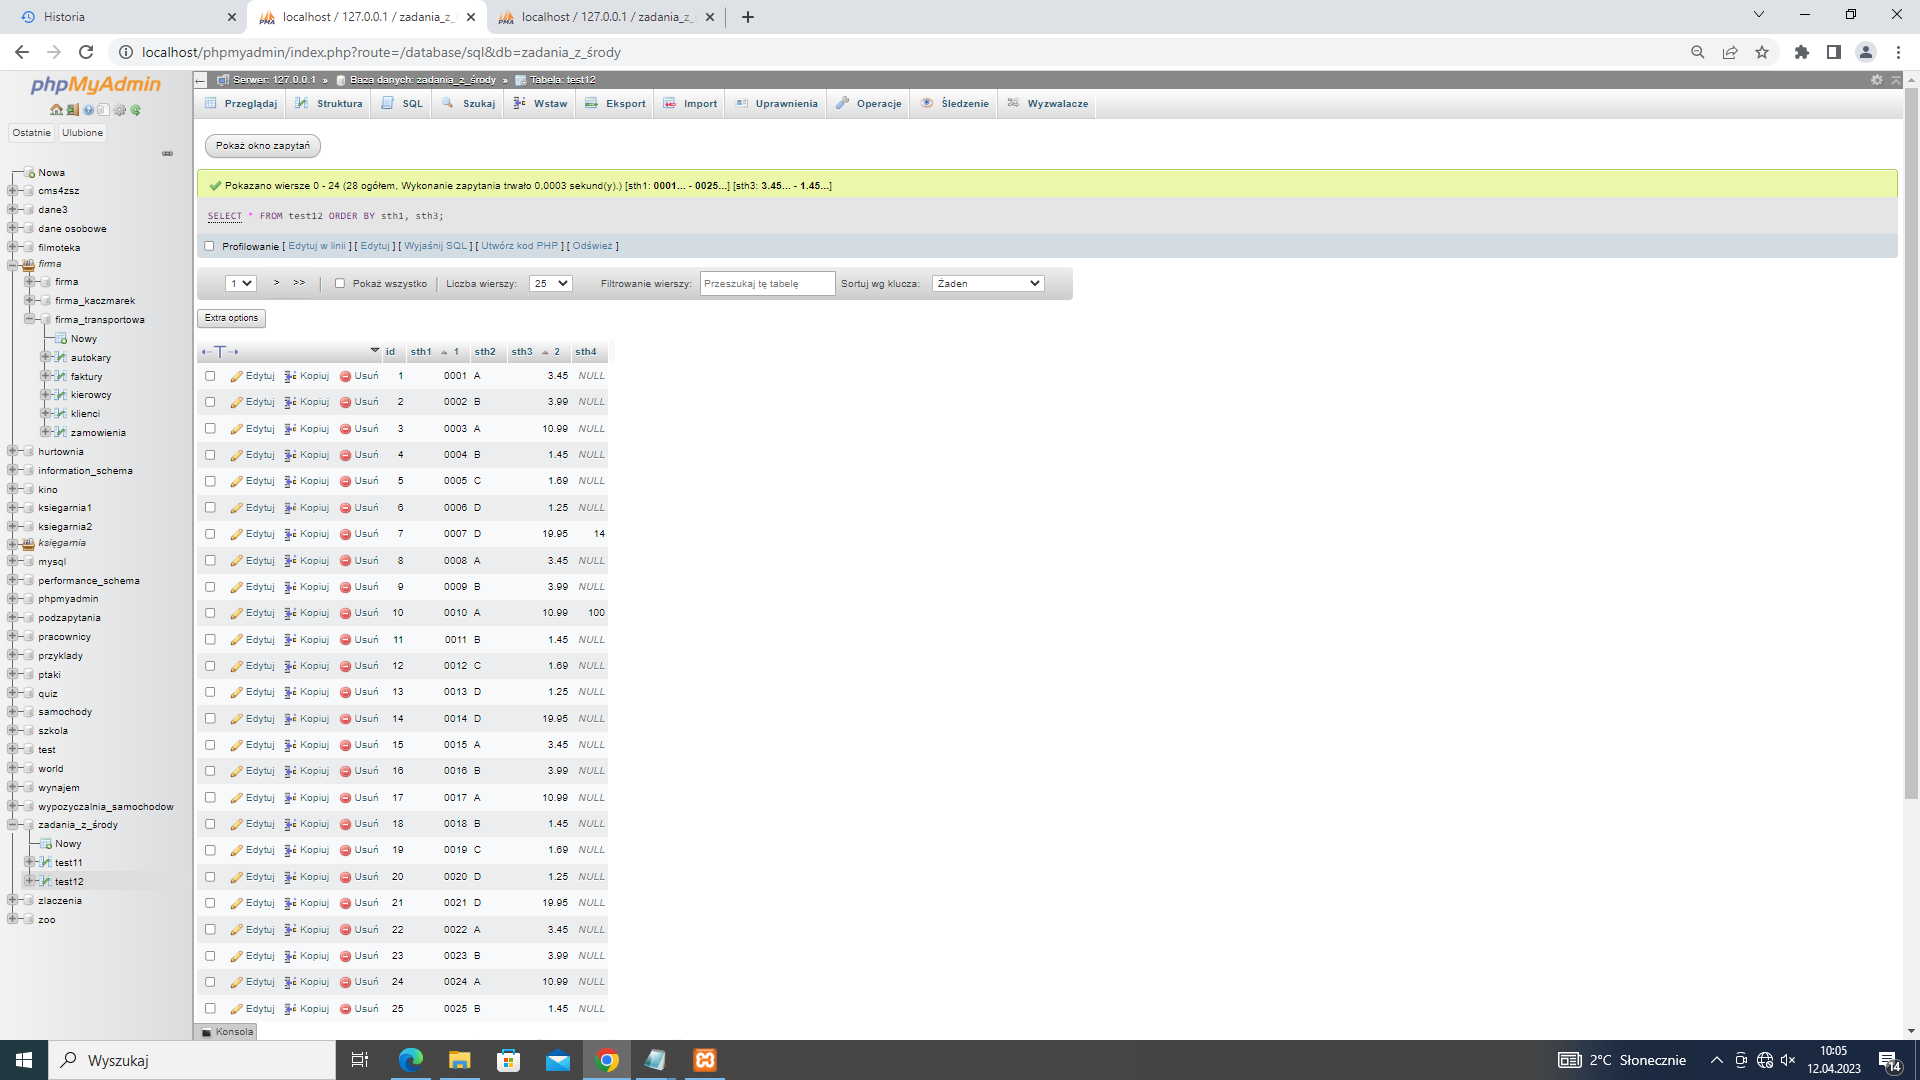 Historia
localhost / 127.0.0.1 / zadania_z_
localhost / 127.0.0.1 / zadania_z_
localhost/phpmyadmin/index.php?route=/database/sql&db=zadania_z_środy
phpMyAdmin
Ostatnie Ulubione
Nowa
cms4zsz
dane3
dane osobowe
filmoteka
firma
firma
firma_kaczmarek
firma_transportowa
Nowy
autokary
faktury
kierowcy
klienci
zamowienia
hurtownia
information_schema
kino
ksiegarnia1
ksiegarnia2
księgarnia
mysql
performance_schema
phpmyadmin
podzapytania
pracownicy
przyklady
ptaki
quiz
samochody
szkola
test
world
wynajem
wypozyczalnia_samochodow
zadania_z_środy
Nowy
test11
test12
zlaczenia
zoo
Serwer: 127.0.0.1 » Baza danych: zadania_z_środy » Tabela: test12
Przeglądaj Struktura SQL Szukaj Wstaw Eksport Import Uprawnienia Operacje Śledzenie Wyzwalacze
Pokaż okno zapytań
Pokazano wiersze 0 - 24 (28 ogółem, Wykonanie zapytania trwało 0,0003 sekund(y).) [sth1: 0001... - 0025...] [sth3: 3.45... - 1.45...]
SELECT * FROM test12 ORDER BY sth1, sth3;
Profilowanie [ Edytuj w linii ] [ Edytuj ] [ Wyjaśnij SQL ] [ Utwórz kod PHP ] [ Odśwież ]
1 > >> Pokaż wszystko Liczba wierszy: 25 Filtrowanie wierszy: Przeszukaj tę tabelę Sortuj wg klucza: Żaden
Extra options
←T→ id sth1 1 sth2 sth3 2 sth4
Edytuj Kopiuj Usuń 1 0001 A 3.45 NULL
Edytuj Kopiuj Usuń 2 0002 B 3.99 NULL
Edytuj Kopiuj Usuń 3 0003 A 10.99 NULL
Edytuj Kopiuj Usuń 4 0004 B 1.45 NULL
Edytuj Kopiuj Usuń 5 0005 C 1.69 NULL
Edytuj Kopiuj Usuń 6 0006 D 1.25 NULL
Edytuj Kopiuj Usuń 7 0007 D 19.95 14
Edytuj Kopiuj Usuń 8 0008 A 3.45 NULL
Edytuj Kopiuj Usuń 9 0009 B 3.99 NULL
Edytuj Kopiuj Usuń 10 0010 A 10.99 100
Edytuj Kopiuj Usuń 11 0011 B 1.45 NULL
Edytuj Kopiuj Usuń 12 0012 C 1.69 NULL
Edytuj Kopiuj Usuń 13 0013 D 1.25 NULL
Edytuj Kopiuj Usuń 14 0014 D 19.95 NULL
Edytuj Kopiuj Usuń 15 0015 A 3.45 NULL
Edytuj Kopiuj Usuń 16 0016 B 3.99 NULL
Edytuj Kopiuj Usuń 17 0017 A 10.99 NULL
Edytuj Kopiuj Usuń 18 0018 B 1.45 NULL
Edytuj Kopiuj Usuń 19 0019 C 1.69 NULL
Edytuj Kopiuj Usuń 20 0020 D 1.25 NULL
Edytuj Kopiuj Usuń 21 0021 D 19.95 NULL
Edytuj Kopiuj Usuń 22 0022 A 3.45 NULL
Edytuj Kopiuj Usuń 23 0023 B 3.99 NULL
Edytuj Kopiuj Usuń 24 0024 A 10.99 NULL
Edytuj Kopiuj Usuń 25 0025 B 1.45 NULL
Konsola
Wyszukaj
2°C Słonecznie
10:05
12.04.2023
14